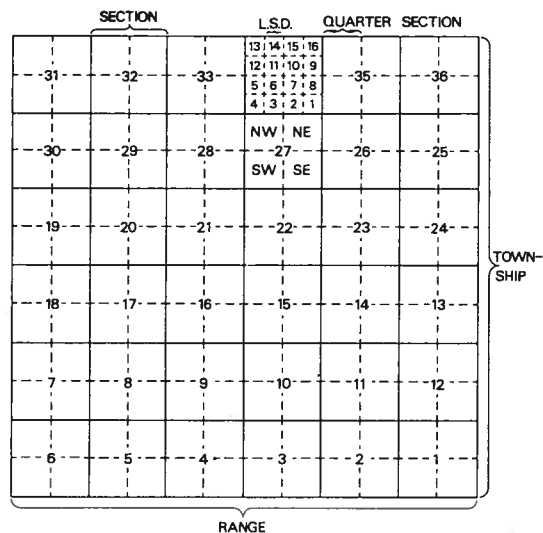 SECTION L.S.D. QUARTER SECTION
13 14 15 16
12 11 10 9
31 32 33 35 36
5 6 7 8
4 3 2 1
NW NE
30 29 28 27 26 25
SW SE
19 20 21 22 23 24
TOWN-
SHIP
18 17 16 15 14 13
7 8 9 10 11 12
6 5 4 3 2 1
RANGE